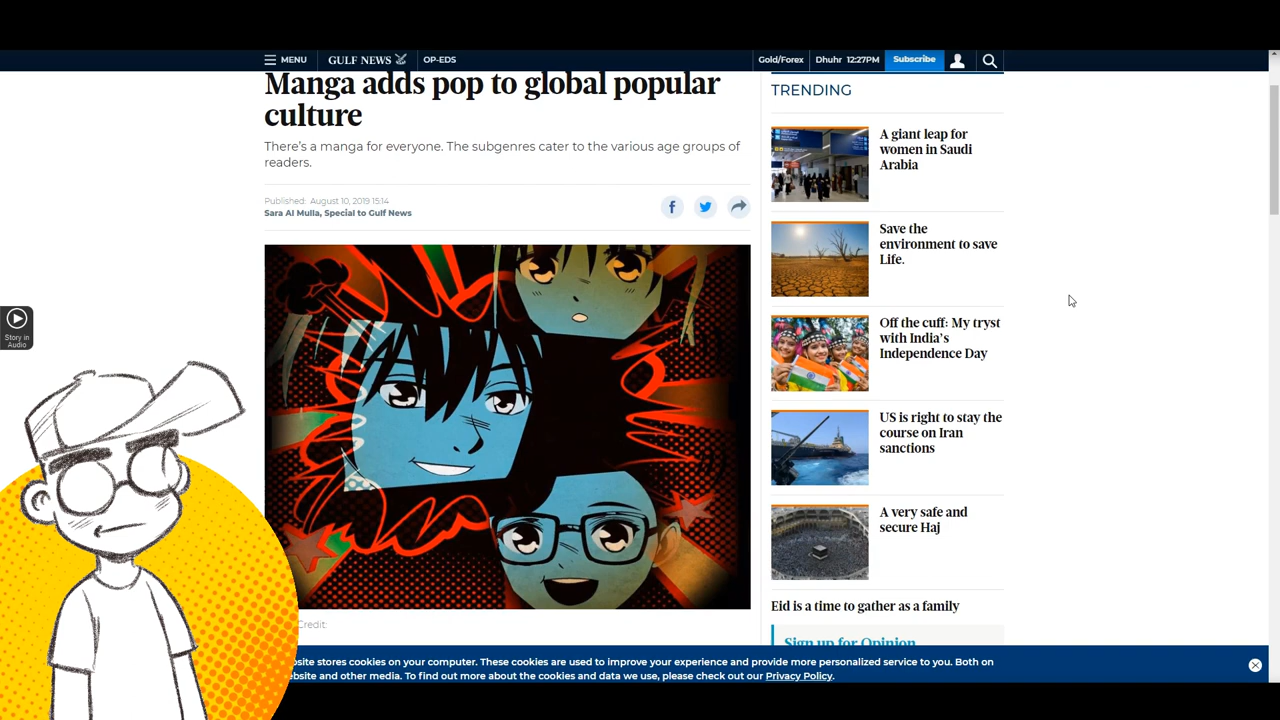 MENU
GULF NEWS
OP-EDS
Gold/Forex
Dhuhr 12:27PM
Subscribe
Manga adds pop to global popular
culture
There's a manga for everyone. The subgenres cater to the various age groups of
readers.
Published: August 10, 2019 15:14
Sara Al Mulla, Special to Gulf News
Story in
Audio
Credit:
TRENDING
A giant leap for
women in Saudi
Arabia
Save the
environment to save
Life.
Off the cuff: My tryst
with India's
Independence Day
US is right to stay the
course on Iran
sanctions
A very safe and
secure Haj
Eid is a time to gather as a family
Sign up for Opinion
stores cookies on your computer. These cookies are used to improve your experience and provide more personalized service to you. Both on
and other media. To find out more about the cookies and data we use, please check out our Privacy Policy.